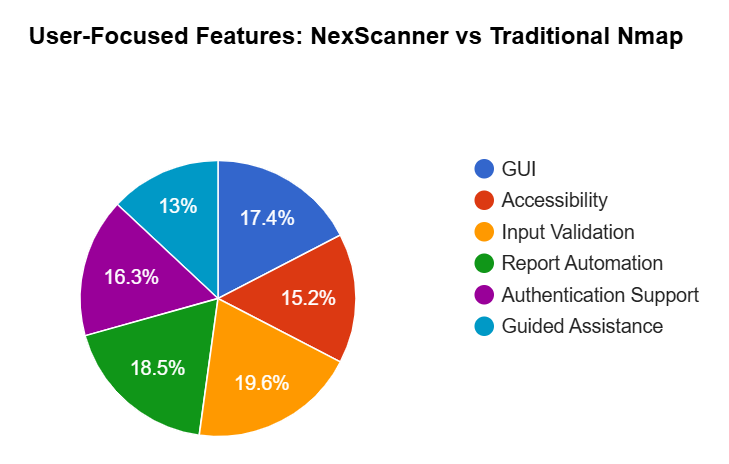 User-Focused Features: NexScanner vs Traditional Nmap
GUI
Accessibility
Input Validation
Report Automation
Authentication Support
Guided Assistance
13%
17.4%
16.3%
15.2%
18.5%
19.6%